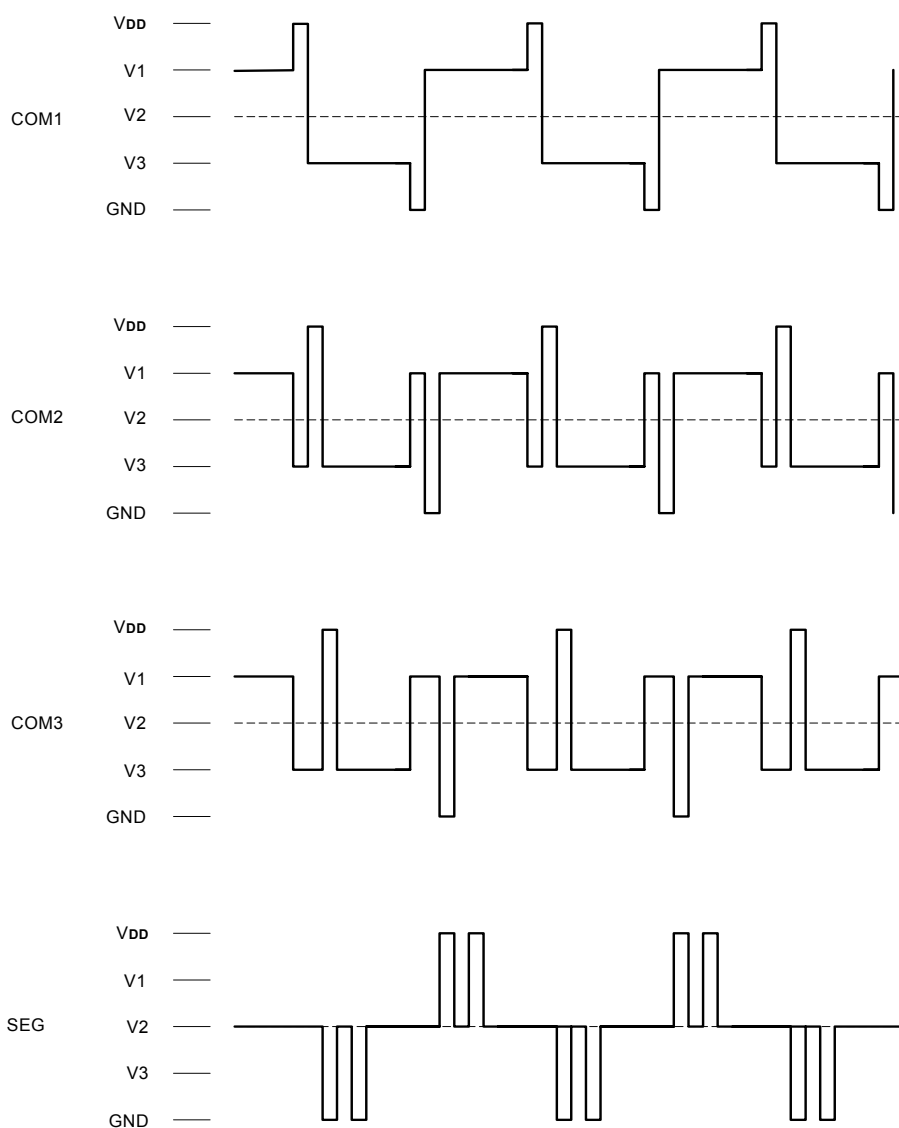 VDD
V1
COM1 V2
V3
GND
VDD
V1
COM2 V2
V3
GND
VDD
V1
COM3 V2
V3
GND
VDD
V1
SEG V2
V3
GND